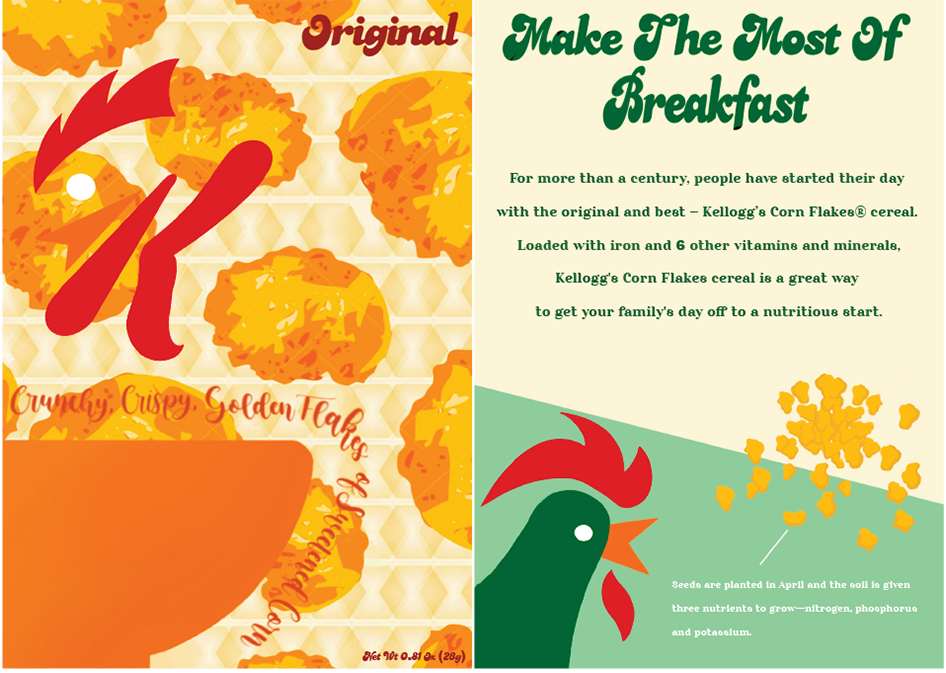 Original
K
Crunchy, Crispy, Golden Flakes of Sweetened Corn
Net Wt 0.81 Oz (28g)
Make The Most Of
Breakfast
For more than a century, people have started their day
with the original and best – Kellogg's Corn Flakes® cereal.
Loaded with iron and 6 other vitamins and minerals,
Kellogg's Corn Flakes cereal is a great way
to get your family's day off to a nutritious start.
Seeds are planted in April and the soil is given
three nutrients to grow—nitrogen, phosphorus
and potassium.